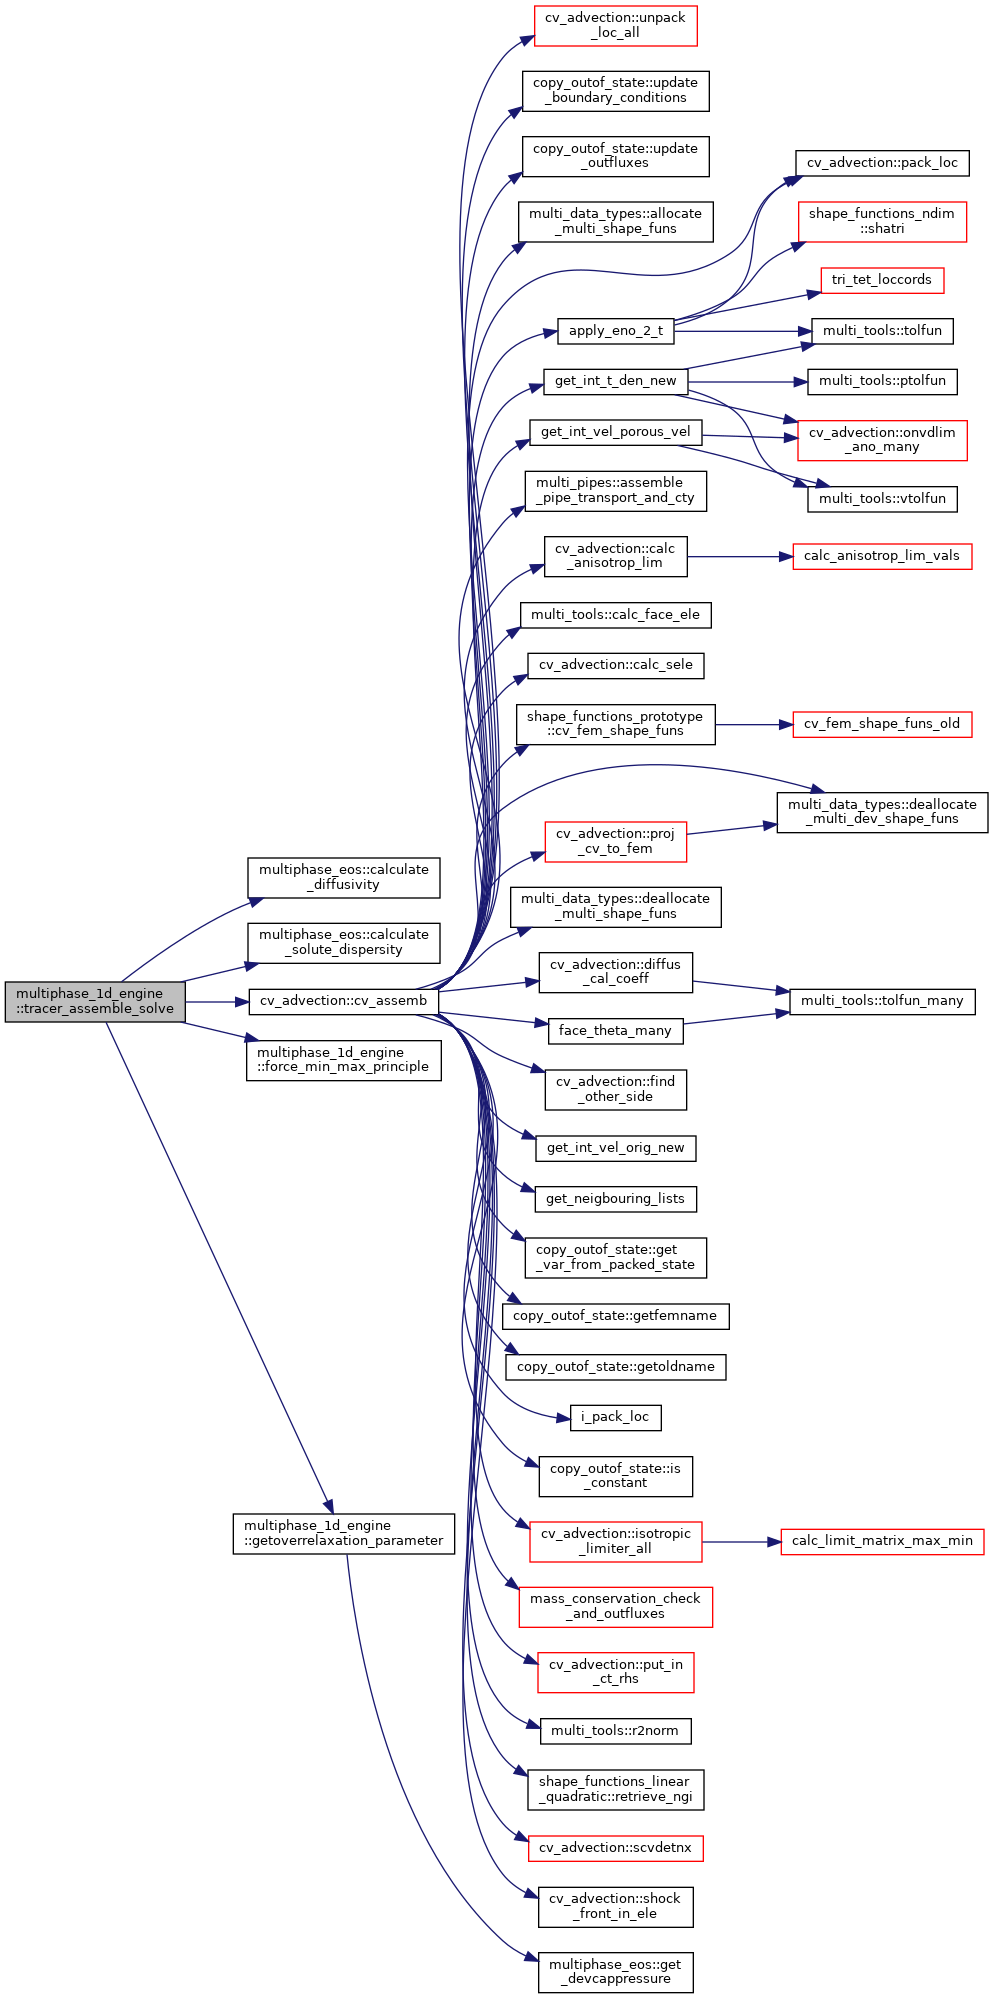 cv_advection::unpack
_loc_all
copy_outof_state::update
_boundary_conditions
copy_outof_state::update
_outfluxes
cv_advection::pack_loc
multi_data_types::allocate
_multi_shape_funs
shape_functions_ndim
::shatri
tri_tet_loccords
apply_eno_2_t
multi_tools::tolfun
get_int_t_den_new
multi_tools::ptolfun
get_int_vel_porous_vel
cv_advection::onvdlim
_ano_many
multi_pipes::assemble
_pipe_transport_and_cty
multi_tools::vtolfun
cv_advection::calc
_anisotrop_lim
calc_anisotrop_lim_vals
multi_tools::calc_face_ele
cv_advection::calc_sele
shape_functions_prototype
::cv_fem_shape_funs
cv_fem_shape_funs_old
multi_data_types::deallocate
_multi_dev_shape_funs
cv_advection::proj
_cv_to_fem
multiphase_eos::calculate
_diffusivity
multi_data_types::deallocate
_multi_shape_funs
multiphase_eos::calculate
_solute_dispersity
cv_advection::diffus
_cal_coeff
multiphase_1d_engine
::tracer_assemble_solve
cv_advection::cv_assemb
multi_tools::tolfun_many
face_theta_many
multiphase_1d_engine
::force_min_max_principle
cv_advection::find
_other_side
get_int_vel_orig_new
get_neigbouring_lists
copy_outof_state::get
_var_from_packed_state
copy_outof_state::getfemname
copy_outof_state::getoldname
i_pack_loc
copy_outof_state::is
_constant
multiphase_1d_engine
::getoverrelaxation_parameter
cv_advection::isotropic
_limiter_all
calc_limit_matrix_max_min
mass_conservation_check
_and_outfluxes
cv_advection::put_in
_ct_rhs
multi_tools::r2norm
shape_functions_linear
_quadratic::retrieve_ngi
cv_advection::scvdetnx
cv_advection::shock
_front_in_ele
multiphase_eos::get
_devcappressure